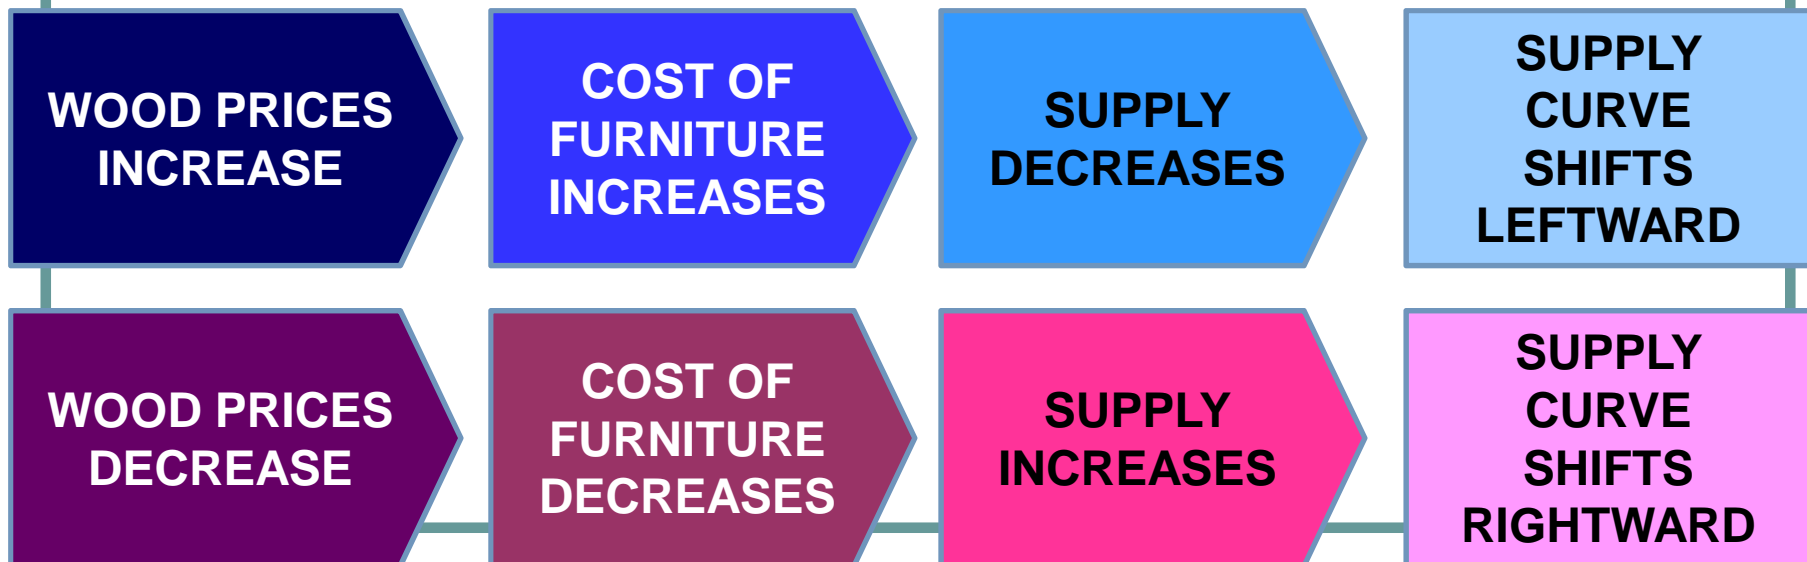 WOOD PRICES
INCREASE
COST OF
FURNITURE
INCREASES
SUPPLY
DECREASES
SUPPLY
CURVE
SHIFTS
LEFTWARD
WOOD PRICES
DECREASE
COST OF
FURNITURE
DECREASES
SUPPLY
INCREASES
SUPPLY
CURVE
SHIFTS
RIGHTWARD